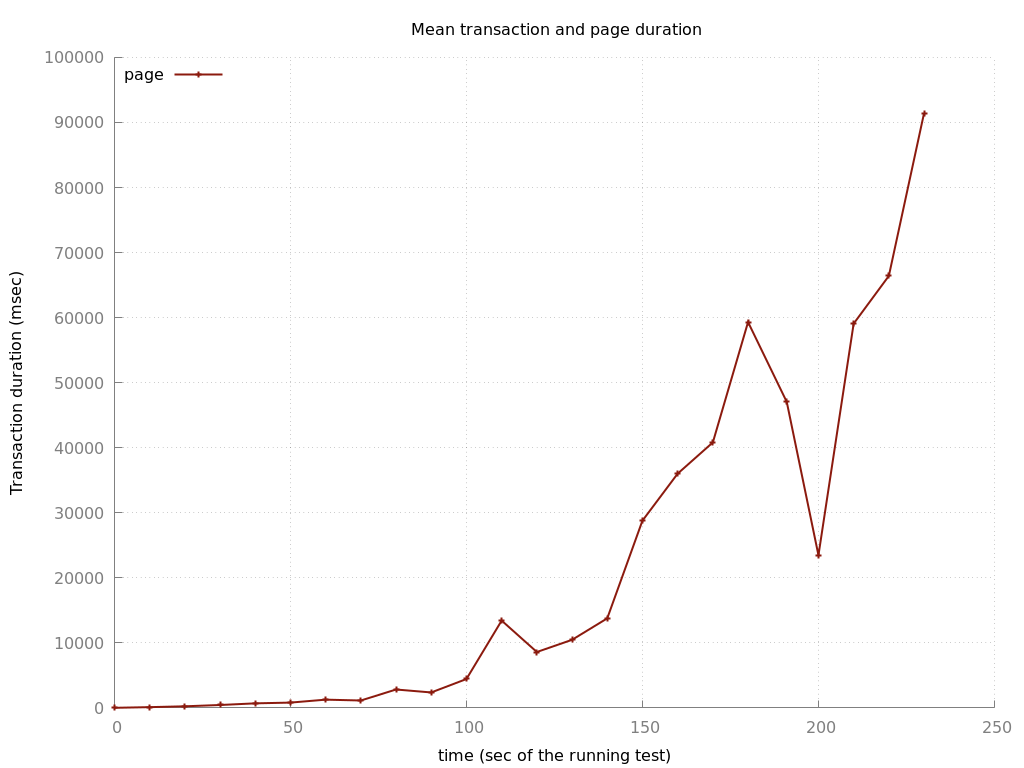 Mean transaction and page duration
100000
page
90000
80000
70000
60000
50000
40000
30000
20000
10000
0
Transaction duration (msec)
0 50 100 150 200 250
time (sec of the running test)